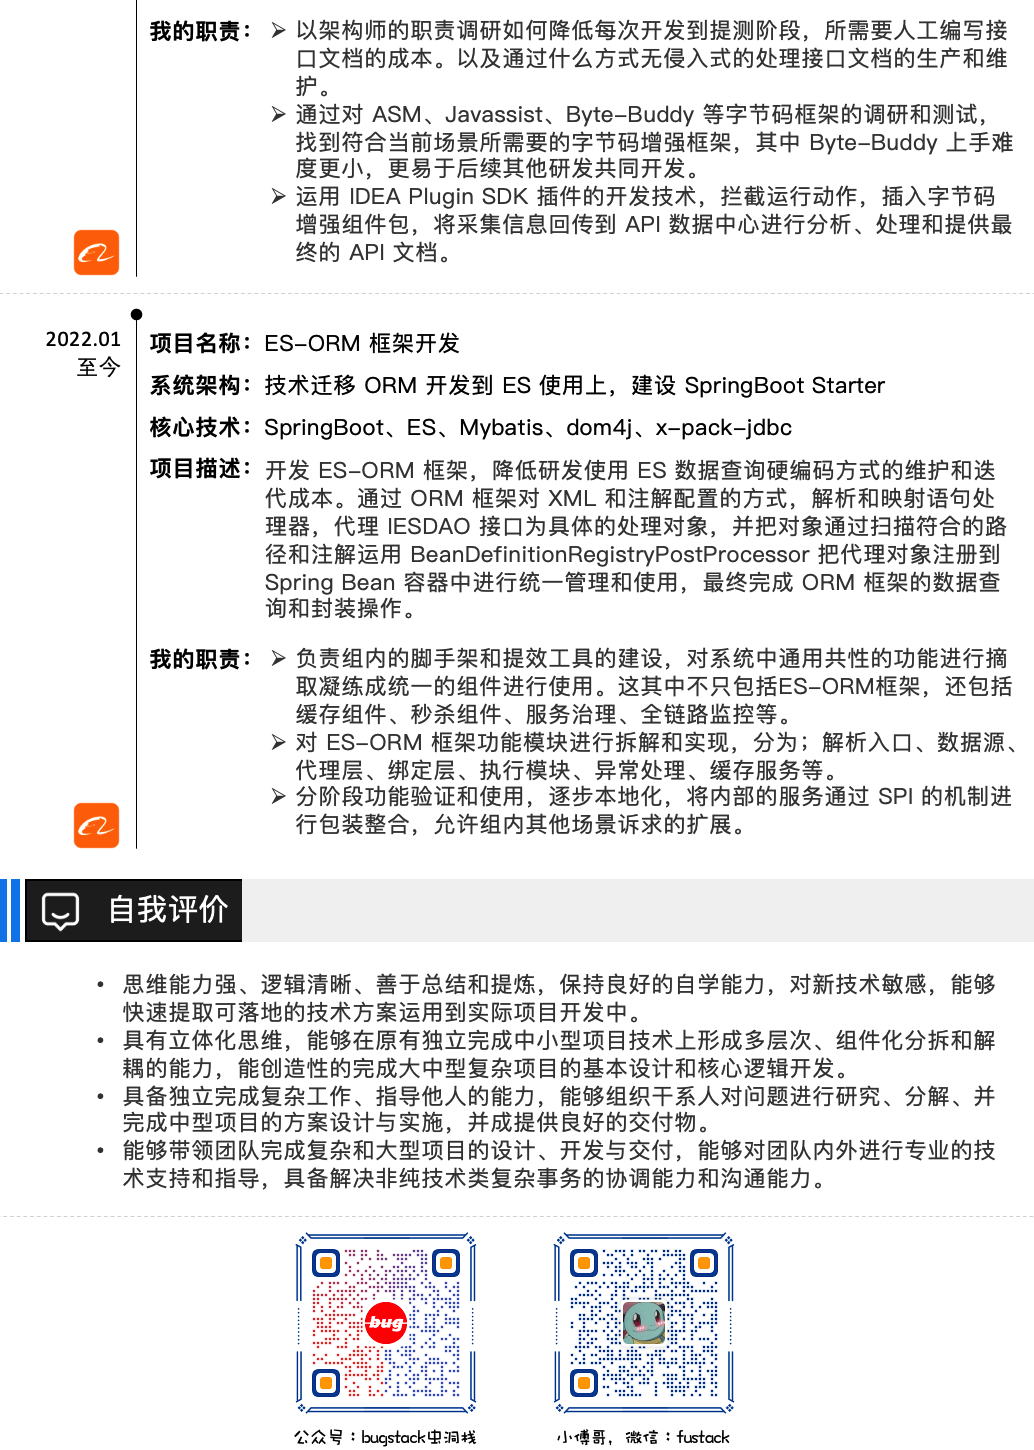 我的职责： ➢ 以架构师的职责调研如何降低每次开发到提测阶段，所需要人工编写接
口文档的成本。以及通过什么方式无侵入式的处理接口文档的生产和维
护。
➢ 通过对 ASM、Javassist、Byte-Buddy 等字节码框架的调研和测试，
找到符合当前场景所需要的字节码增强框架，其中 Byte-Buddy 上手难
度更小，更易于后续其他研发共同开发。
➢ 运用 IDEA Plugin SDK 插件的开发技术，拦截运行动作，插入字节码
增强组件包，将采集信息回传到 API 数据中心进行分析、处理和提供最
终的 API 文档。
2022.01
至今
项目名称：ES-ORM 框架开发
系统架构：技术迁移 ORM 开发到 ES 使用上，建设 SpringBoot Starter
核心技术：SpringBoot、ES、Mybatis、dom4j、x-pack-jdbc
项目描述：开发 ES-ORM 框架，降低研发使用 ES 数据查询硬编码方式的维护和迭
代成本。通过 ORM 框架对 XML 和注解配置的方式，解析和映射语句处
理器，代理 IESDAO 接口为具体的处理对象，并把对象通过扫描符合的路
径和注解运用 BeanDefinitionRegistryPostProcessor 把代理对象注册到
Spring Bean 容器中进行统一管理和使用，最终完成 ORM 框架的数据查
询和封装操作。
我的职责： ➢ 负责组内的脚手架和提效工具的建设，对系统中通用共性的功能进行摘
取凝练成统一的组件进行使用。这其中不只包括ES-ORM框架，还包括
缓存组件、秒杀组件、服务治理、全链路监控等。
➢ 对 ES-ORM 框架功能模块进行拆解和实现，分为；解析入口、数据源、
代理层、绑定层、执行模块、异常处理、缓存服务等。
➢ 分阶段功能验证和使用，逐步本地化，将内部的服务通过 SPI 的机制进
行包装整合，允许组内其他场景诉求的扩展。
自我评价
• 思维能力强、逻辑清晰、善于总结和提炼，保持良好的自学能力，对新技术敏感，能够
快速提取可落地的技术方案运用到实际项目开发中。
• 具有立体化思维，能够在原有独立完成中小型项目技术上形成多层次、组件化分拆和解
耦的能力，能创造性的完成大中型复杂项目的基本设计和核心逻辑开发。
• 具备独立完成复杂工作、指导他人的能力，能够组织干系人对问题进行研究、分解、并
完成中型项目的方案设计与实施，并成提供良好的交付物。
• 能够带领团队完成复杂和大型项目的设计、开发与交付，能够对团队内外进行专业的技
术支持和指导，具备解决非纯技术类复杂事务的协调能力和沟通能力。
bug
公众号：bugstack虫洞栈
小傅哥，微信：fustack